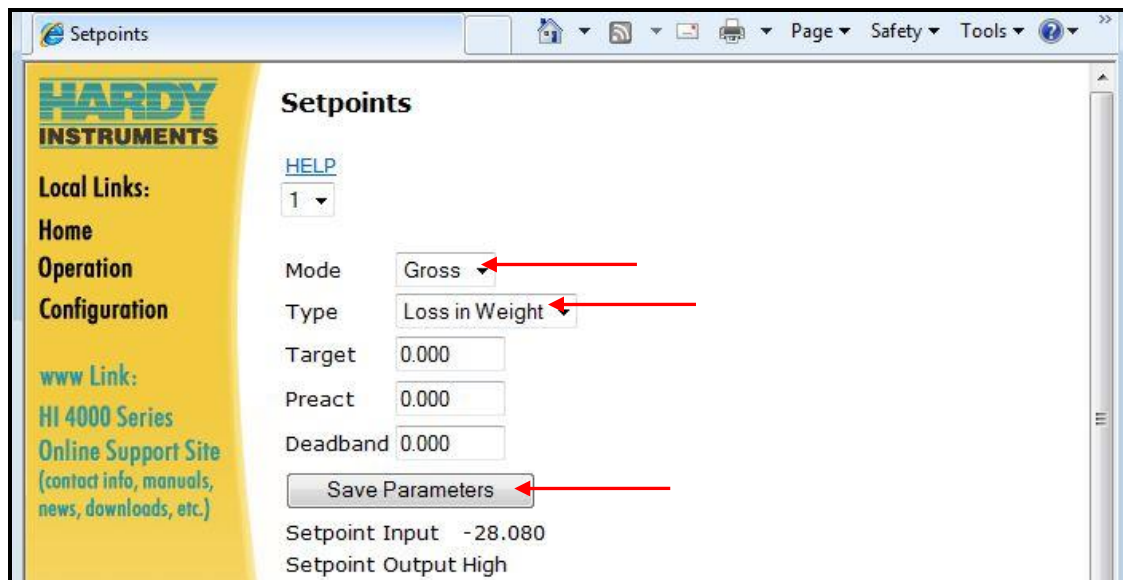 Setpoints
Page Safety Tools
»
HARDY
INSTRUMENTS
Local Links:
Home
Operation
Configuration
www Link:
HI 4000 Series
Online Support Site
(contact info, manuals,
news, downloads, etc.)
Setpoints
HELP
1
Mode Gross
Type Loss in Weight
Target 0.000
Preact 0.000
Deadband 0.000
Save Parameters
Setpoint Input -28.080
Setpoint Output High